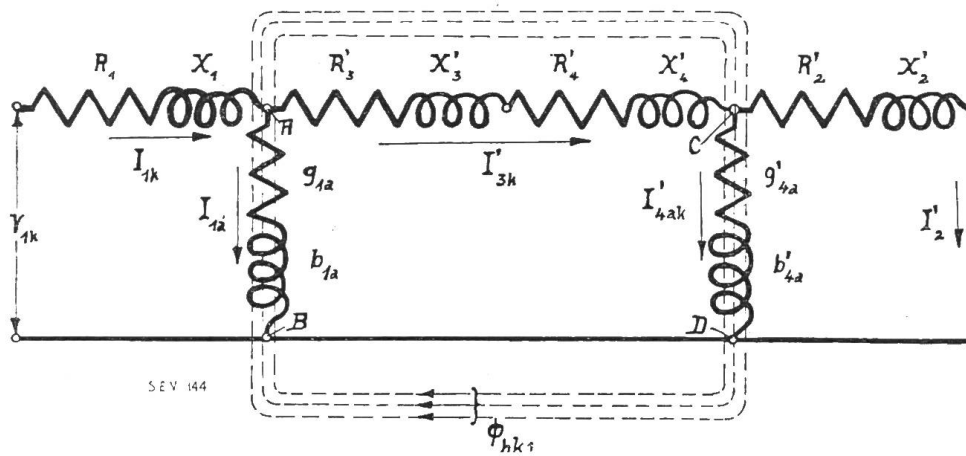 R₁ X₁ R'₃ X'₃ R'₄ X'₄ R'₂ X'₂
A C
I₁ₖ g₁ₐ I'₃ₖ g'₄ₐ
V₁ₖ I₁ₐ I'₄ₐₖ I'₂
b₁ₐ b'₄ₐ
B D
SEV 144
ϕₕₖ₁